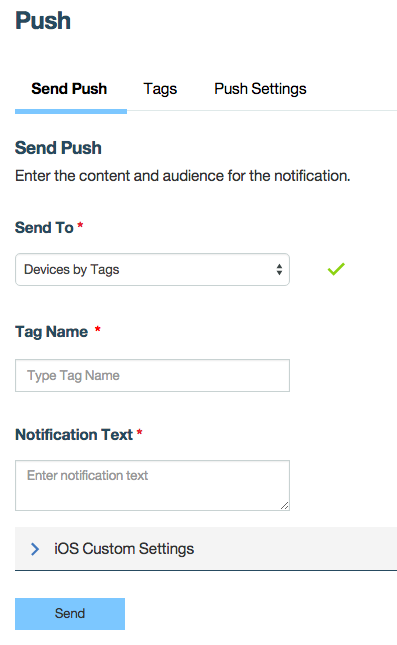 Push
Send Push Tags Push Settings
Send Push
Enter the content and audience for the notification.
Send To *
Devices by Tags
Tag Name *
Type Tag Name
Notification Text *
Enter notification text
iOS Custom Settings
Send